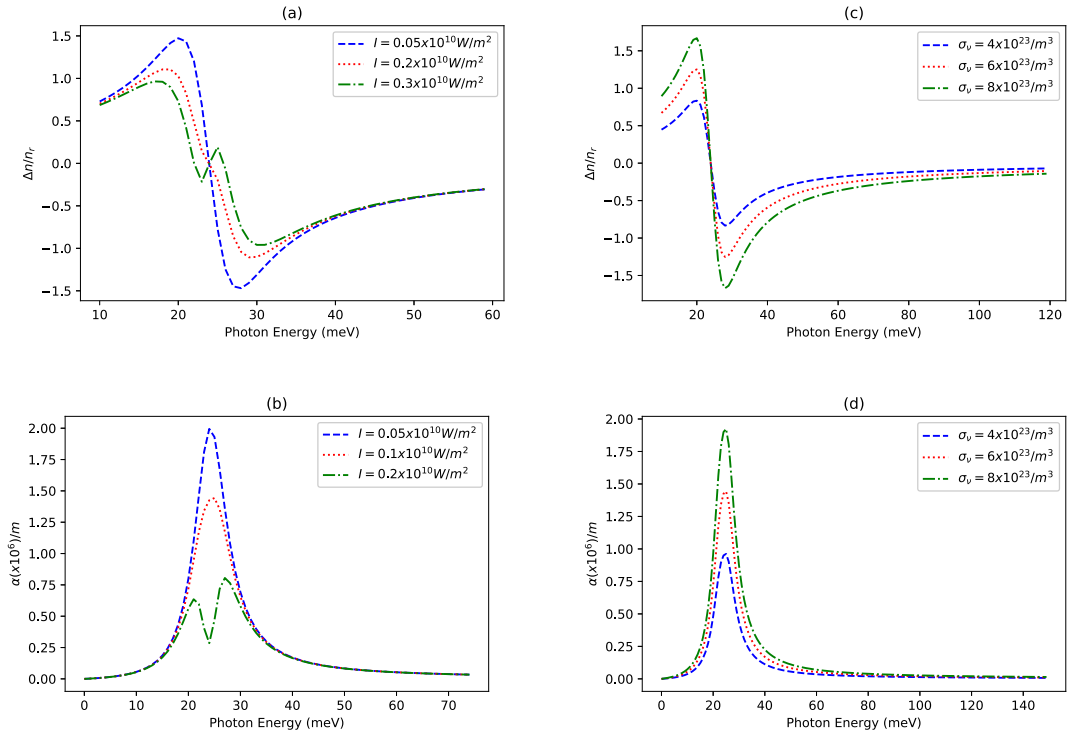 (a)
1.5
1.0
0.5
0.0
−0.5
−1.0
−1.5
Δn/n_r
10 20 30 40 50 60
Photon Energy (meV)
I = 0.05x10^{10}W/m^2
I = 0.2x10^{10}W/m^2
I = 0.3x10^{10}W/m^2
(c)
1.5
1.0
0.5
0.0
−0.5
−1.0
−1.5
Δn/n_r
20 40 60 80 100 120
Photon Energy (meV)
σ_ν = 4x10^{23}/m^3
σ_ν = 6x10^{23}/m^3
σ_ν = 8x10^{23}/m^3
(b)
2.00
1.75
1.50
1.25
1.00
0.75
0.50
0.25
0.00
α(x10^6)/m
0 10 20 30 40 50 60 70
Photon Energy (meV)
I = 0.05x10^{10}W/m^2
I = 0.1x10^{10}W/m^2
I = 0.2x10^{10}W/m^2
(d)
2.00
1.75
1.50
1.25
1.00
0.75
0.50
0.25
0.00
α(x10^6)/m
0 20 40 60 80 100 120 140
Photon Energy (meV)
σ_ν = 4x10^{23}/m^3
σ_ν = 6x10^{23}/m^3
σ_ν = 8x10^{23}/m^3